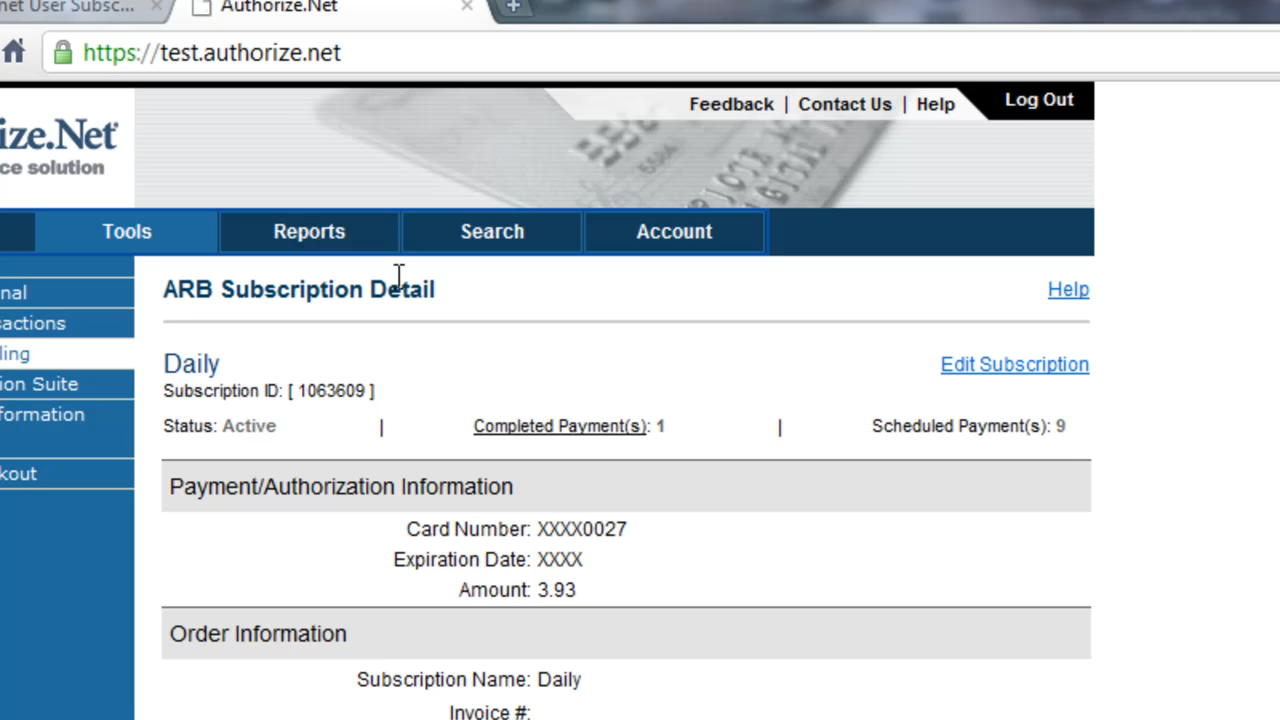 net User Subsc...
Authorize.Net
https://test.authorize.net
Feedback | Contact Us | Help
Log Out
ize.Net
ce solution
Tools
Reports
Search
Account
nal
sactions
ling
ion Suite
formation
kout
ARB Subscription Detail
Help
Daily
Edit Subscription
Subscription ID: [ 1063609 ]
Status: Active | Completed Payment(s): 1 | Scheduled Payment(s): 9
Payment/Authorization Information
Card Number: XXXX0027
Expiration Date: XXXX
Amount: 3.93
Order Information
Subscription Name: Daily
Invoice #: